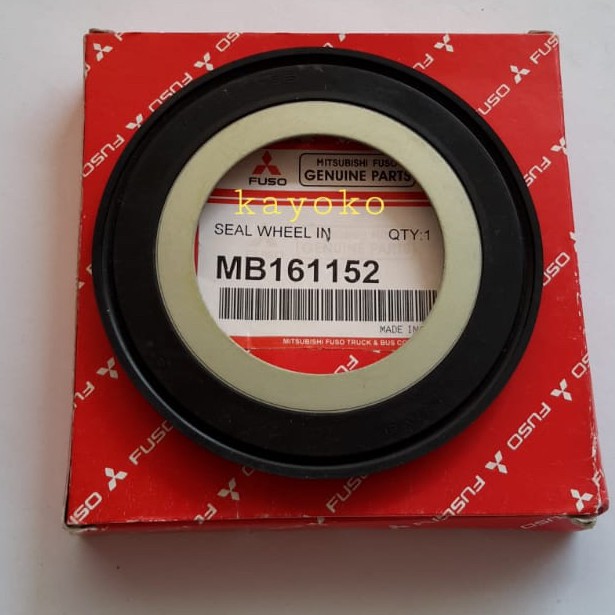 FUSO
MITSUBISHI FUSO
GENUINE PARTS
kayoko
SEAL WHEEL IN QTY:1
MB161152
MADE IN
MITSUBISHI FUSO TRUCK & BUS CO
FUSO
FUSO
FUSO
FUSO
FUSO
FUSO
FUSO
FUSO